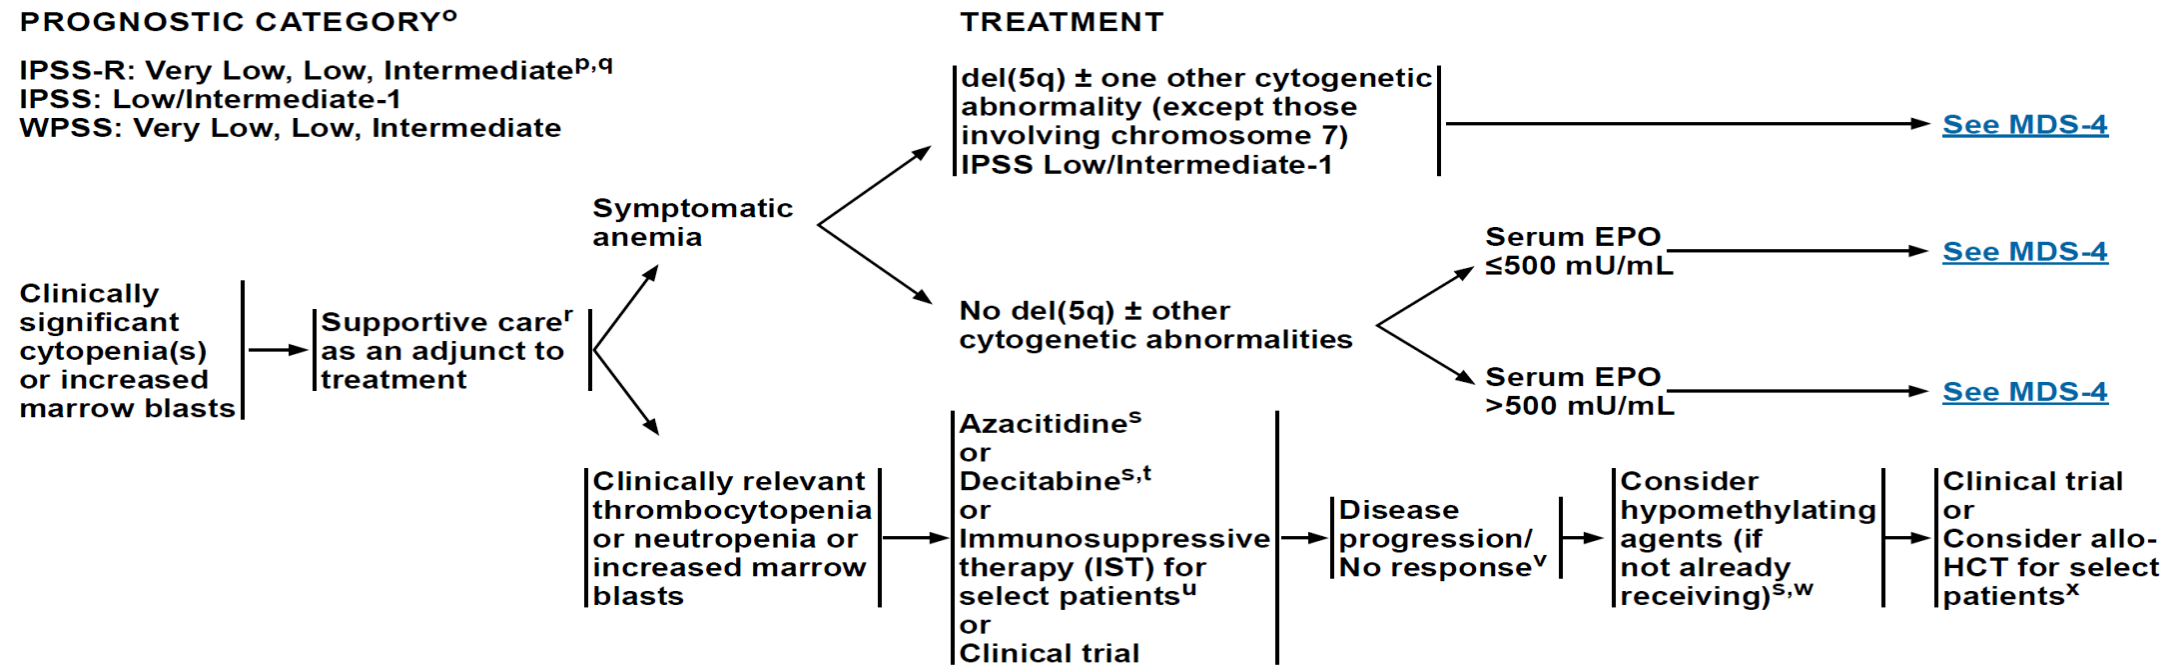 PROGNOSTIC CATEGORYᵒ
IPSS-R: Very Low, Low, Intermediateᵖ,ᑫ
IPSS: Low/Intermediate-1
WPSS: Very Low, Low, Intermediate
TREATMENT
Clinically
significant
cytopenia(s)
or increased
marrow blasts
Supportive careʳ
as an adjunct to
treatment
Symptomatic
anemia
del(5q) ± one other cytogenetic
abnormality (except those
involving chromosome 7)
IPSS Low/Intermediate-1
See MDS-4
No del(5q) ± other
cytogenetic abnormalities
Serum EPO
≤500 mU/mL
See MDS-4
Serum EPO
>500 mU/mL
See MDS-4
Clinically relevant
thrombocytopenia
or neutropenia or
increased marrow
blasts
Azacitidineˢ
or
Decitabineˢ,ᵗ
or
Immunosuppressive
therapy (IST) for
select patientsᵘ
or
Clinical trial
Disease
progression/
No responseᵛ
Consider
hypomethylating
agents (if
not already
receiving)ˢ,ʷ
Clinical trial
or
Consider allo-
HCT for select
patientsˣ